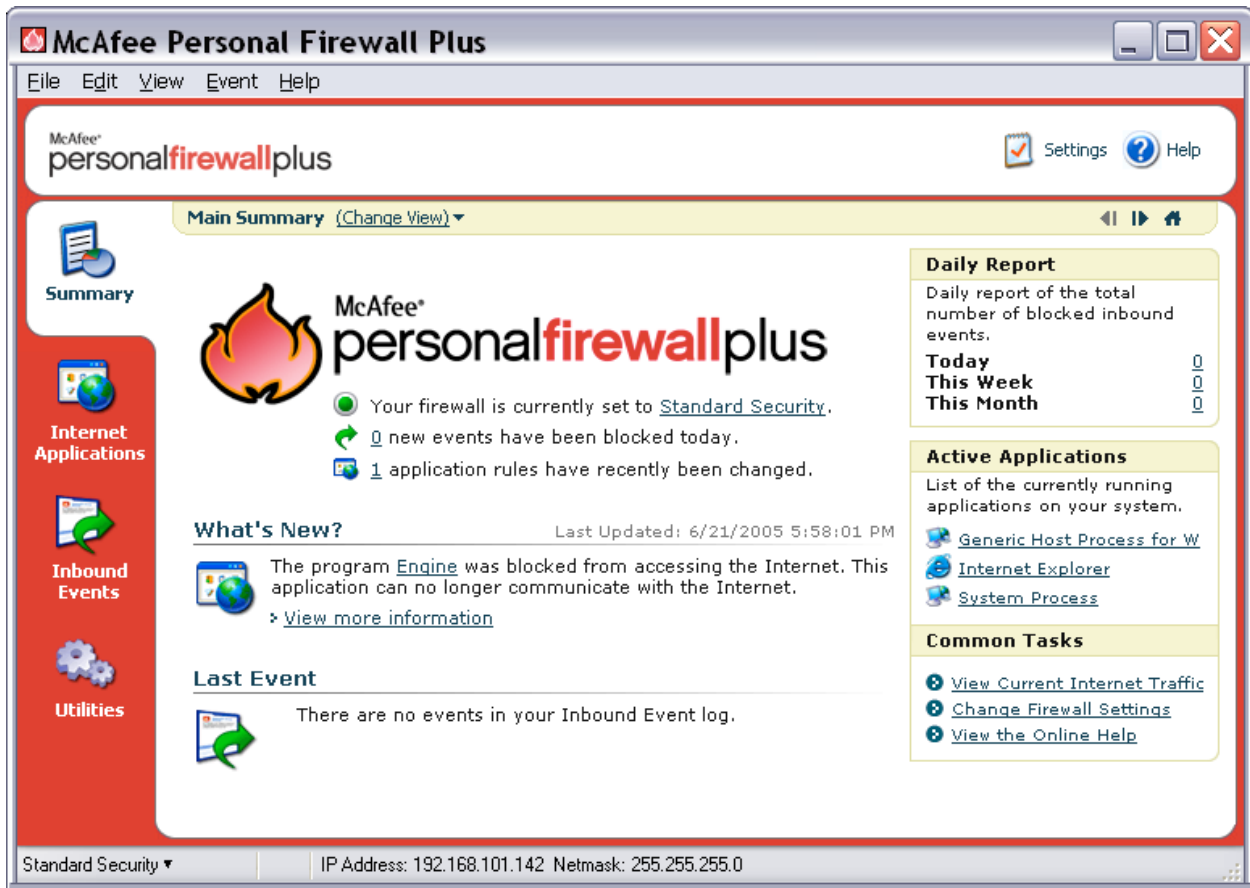 McAfee Personal Firewall Plus
File Edit View Event Help
McAfee®
personalfirewallplus
Settings
Help
Summary
Internet
Applications
Inbound
Events
Utilities
Main Summary (Change View)
McAfee®
personalfirewallplus
Your firewall is currently set to Standard Security.
0 new events have been blocked today.
1 application rules have recently been changed.
What's New?
Last Updated: 6/21/2005 5:58:01 PM
The program Engine was blocked from accessing the Internet. This
application can no longer communicate with the Internet.
View more information
Last Event
There are no events in your Inbound Event log.
Daily Report
Daily report of the total
number of blocked inbound
events.
Today 0
This Week 0
This Month 0
Active Applications
List of the currently running
applications on your system.
Generic Host Process for W
Internet Explorer
System Process
Common Tasks
View Current Internet Traffic
Change Firewall Settings
View the Online Help
Standard Security
IP Address: 192.168.101.142 Netmask: 255.255.255.0